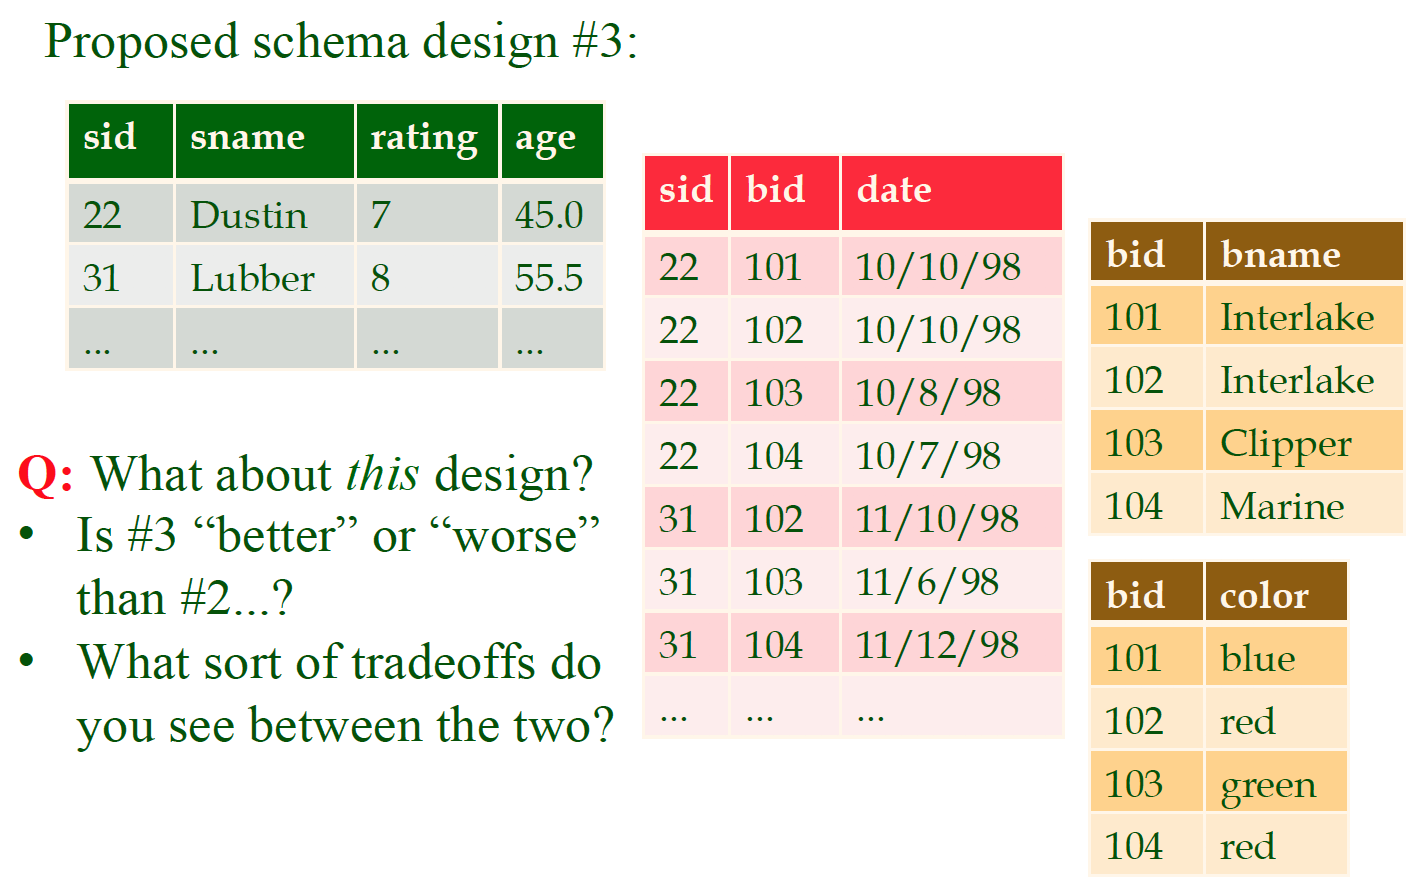 Proposed schema design #3:
sid sname rating age
22 Dustin 7 45.0
31 Lubber 8 55.5
... ... ... ...
Q: What about this design?
• Is #3 “better” or “worse”
than #2...?
• What sort of tradeoffs do
you see between the two?
sid bid date
22 101 10/10/98
22 102 10/10/98
22 103 10/8/98
22 104 10/7/98
31 102 11/10/98
31 103 11/6/98
31 104 11/12/98
... ... ...
bid bname
101 Interlake
102 Interlake
103 Clipper
104 Marine
bid color
101 blue
102 red
103 green
104 red